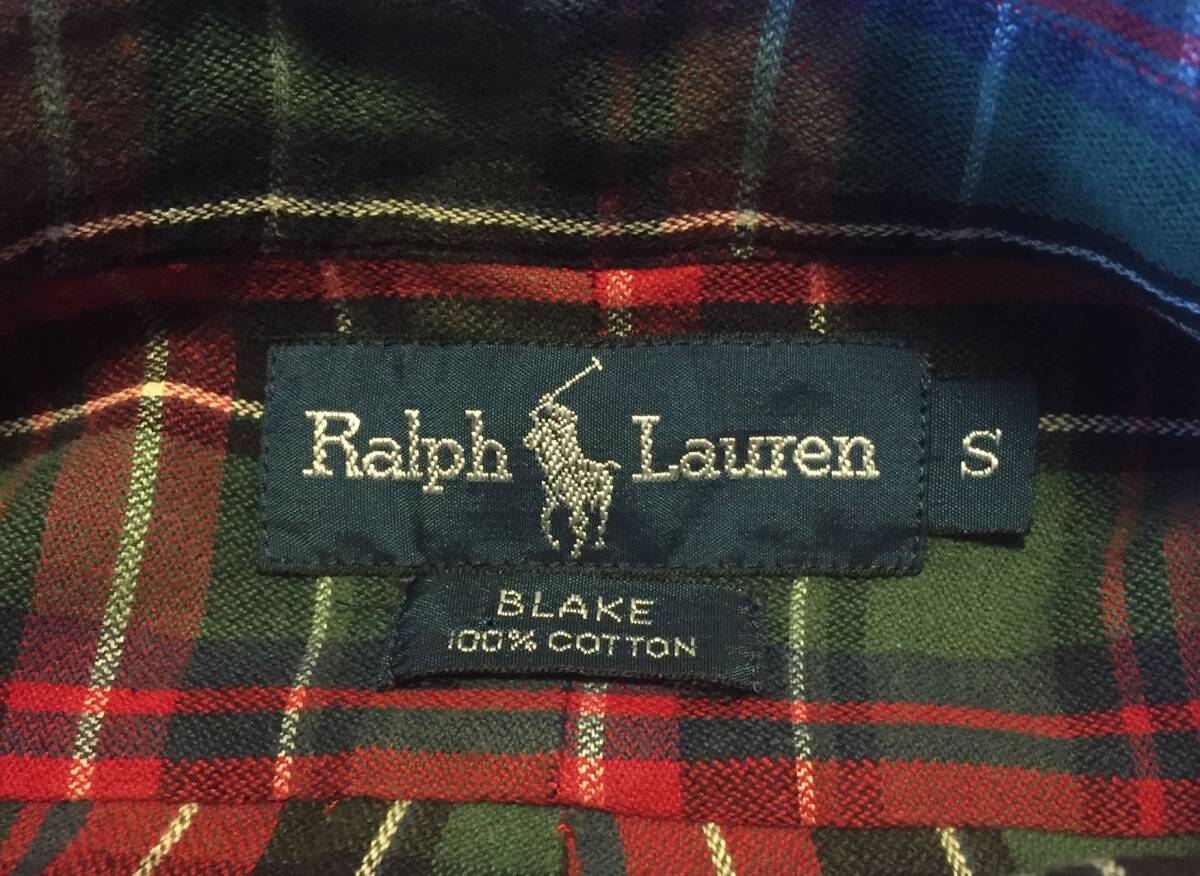 Ralph Lauren S
BLAKE
100% COTTON